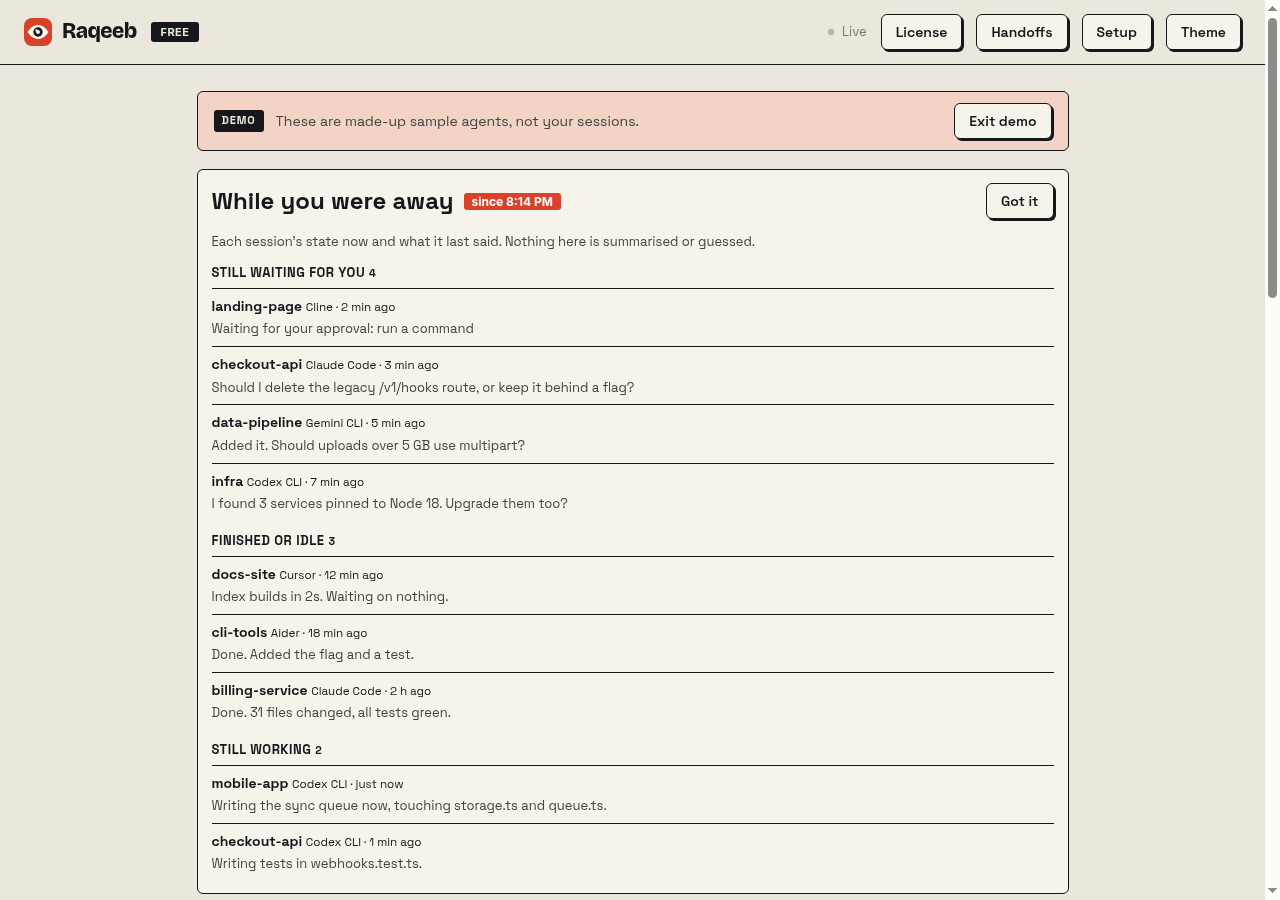 Raqeeb FREE
Live License Handoffs Setup Theme
DEMO These are made-up sample agents, not your sessions. Exit demo
While you were away since 8:14 PM Got it
Each session's state now and what it last said. Nothing here is summarised or guessed.
STILL WAITING FOR YOU 4
landing-page Cline · 2 min ago
Waiting for your approval: run a command
checkout-api Claude Code · 3 min ago
Should I delete the legacy /v1/hooks route, or keep it behind a flag?
data-pipeline Gemini CLI · 5 min ago
Added it. Should uploads over 5 GB use multipart?
infra Codex CLI · 7 min ago
I found 3 services pinned to Node 18. Upgrade them too?
FINISHED OR IDLE 3
docs-site Cursor · 12 min ago
Index builds in 2s. Waiting on nothing.
cli-tools Aider · 18 min ago
Done. Added the flag and a test.
billing-service Claude Code · 2 h ago
Done. 31 files changed, all tests green.
STILL WORKING 2
mobile-app Codex CLI · just now
Writing the sync queue now, touching storage.ts and queue.ts.
checkout-api Codex CLI · 1 min ago
Writing tests in webhooks.test.ts.